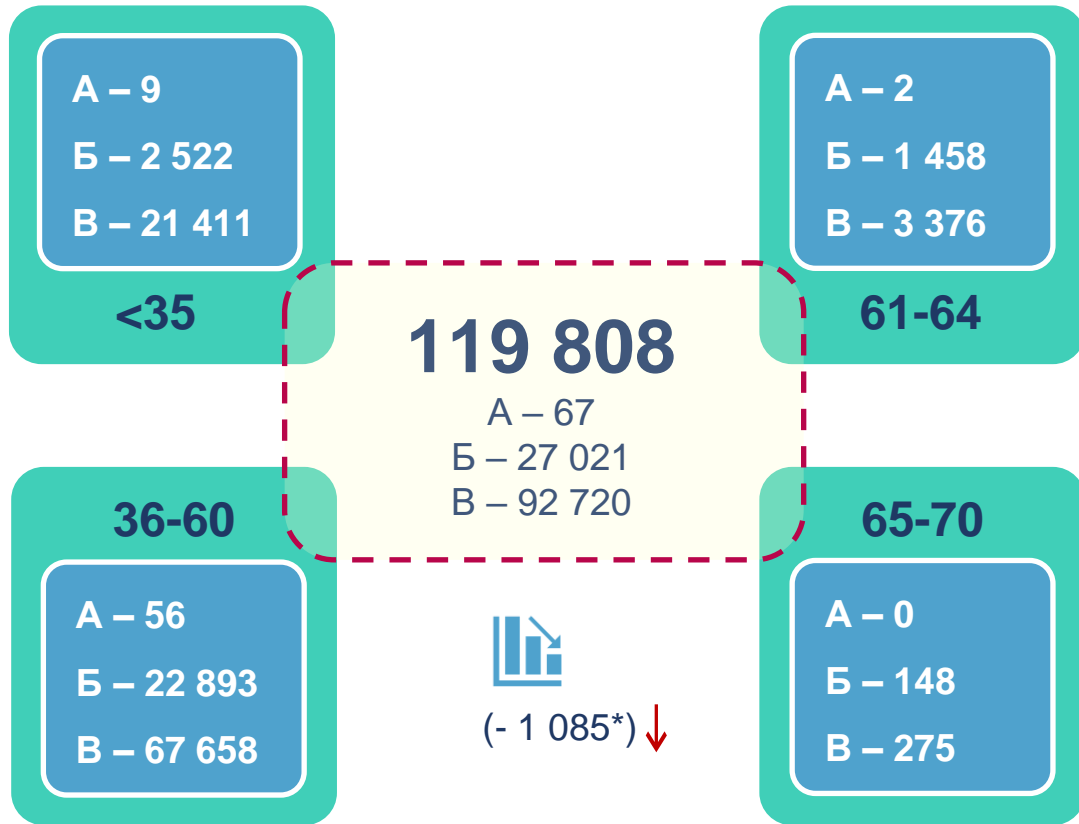 А – 9
Б – 2 522
В – 21 411
<35
А – 2
Б – 1 458
В – 3 376
61-64
119 808
А – 67
Б – 27 021
В – 92 720
36-60
А – 56
Б – 22 893
В – 67 658
65-70
А – 0
Б – 148
В – 275
(- 1 085*)